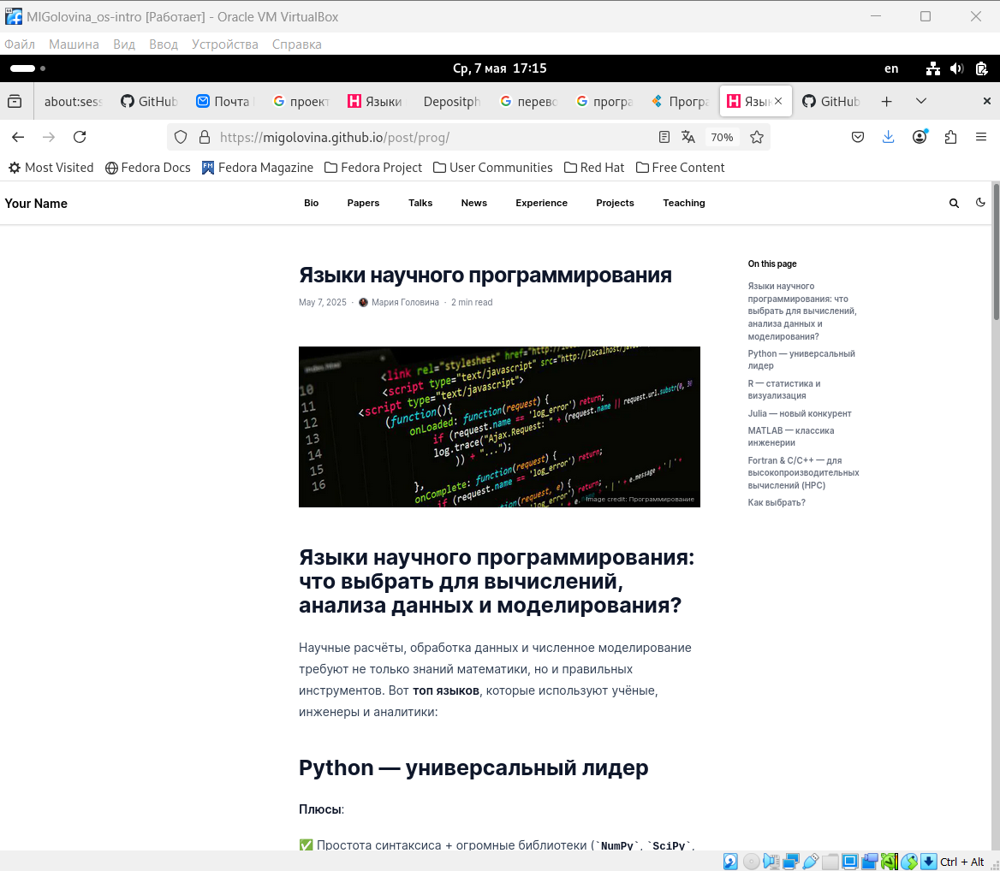 MIGolovina_os-intro [Работает] - Oracle VM VirtualBox
Файл Машина Вид Ввод Устройства Справка
Ср, 7 мая 17:15
en
about:sess GitHub Почта проект Языки Depositph перево програ Програ Язы GitHub
https://migolovina.github.io/post/prog/
70%
Most Visited Fedora Docs Fedora Magazine Fedora Project User Communities Red Hat Free Content
Your Name Bio Papers Talks News Experience Projects Teaching
Языки научного программирования
May 7, 2025 · Мария Головина · 2 min read
index.html
<link rel="stylesheet" href="http://
10 <script type="text/javascript" src="http://localhost/
11 <script type="text/javascript">
12 (function(){
13 onLoaded: function(request) {
14 if (request.name == 'log_error') return;
15 log.trace("Ajax.Request: " + (request.name || request.url.substr(0, 30
16 )) + "...");
},
onComplete: function(request) {
if (request.name == 'log_error') return;
function(request, e) {
'log_error') return;
+ e.message + ' | ' +
Image credit: Программирование
Языки научного программирования:
что выбрать для вычислений,
анализа данных и моделирования?
Научные расчёты, обработка данных и численное моделирование
требуют не только знаний математики, но и правильных
инструментов. Вот топ языков, которые используют учёные,
инженеры и аналитики:
Python — универсальный лидер
Плюсы:
✅ Простота синтаксиса + огромные библиотеки (`NumPy`, `SciPy`,
On this page
Языки научного
программирования: что
выбрать для вычислений,
анализа данных и
моделирования?
Python — универсальный
лидер
R — статистика и
визуализация
Julia — новый конкурент
MATLAB — классика
инженерии
Fortran & C/C++ — для
высокопроизводительных
вычислений (HPC)
Как выбрать?
Ctrl + Alt